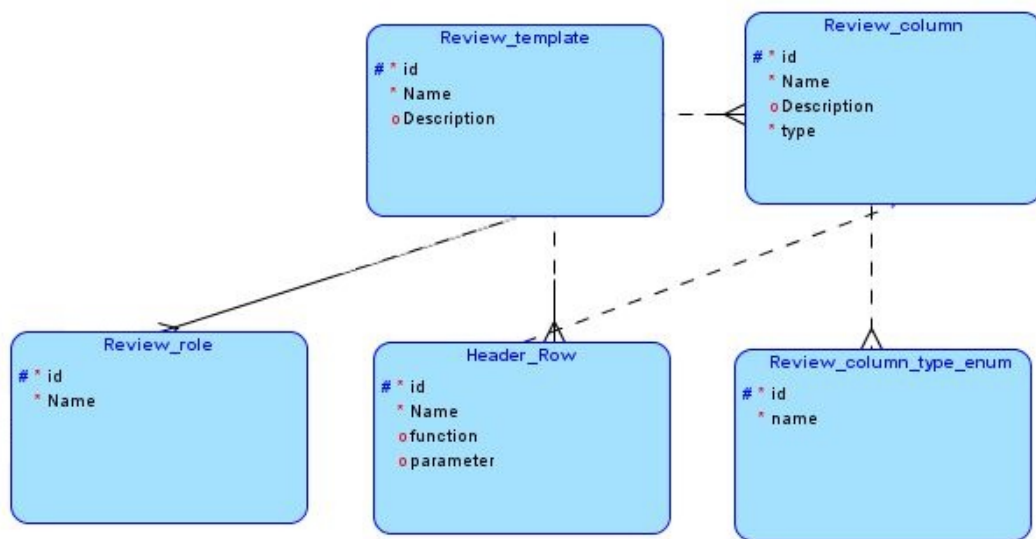 Review_template
# * id
* Name
o Description
Review_column
# * id
* Name
o Description
* type
Review_role
# * id
* Name
Header_Row
# * id
* Name
o function
o parameter
Review_column_type_enum
# * id
* name